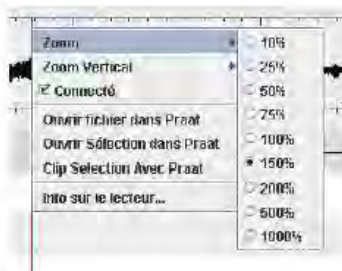 Zoom
Zoom Vertical
Connecté
Ouvrir fichier dans Praat
Ouvrir Sélection dans Praat
Clip Selection Avec Praat
Info sur le lecteur...
10%
25%
50%
75%
100%
150%
200%
500%
1000%